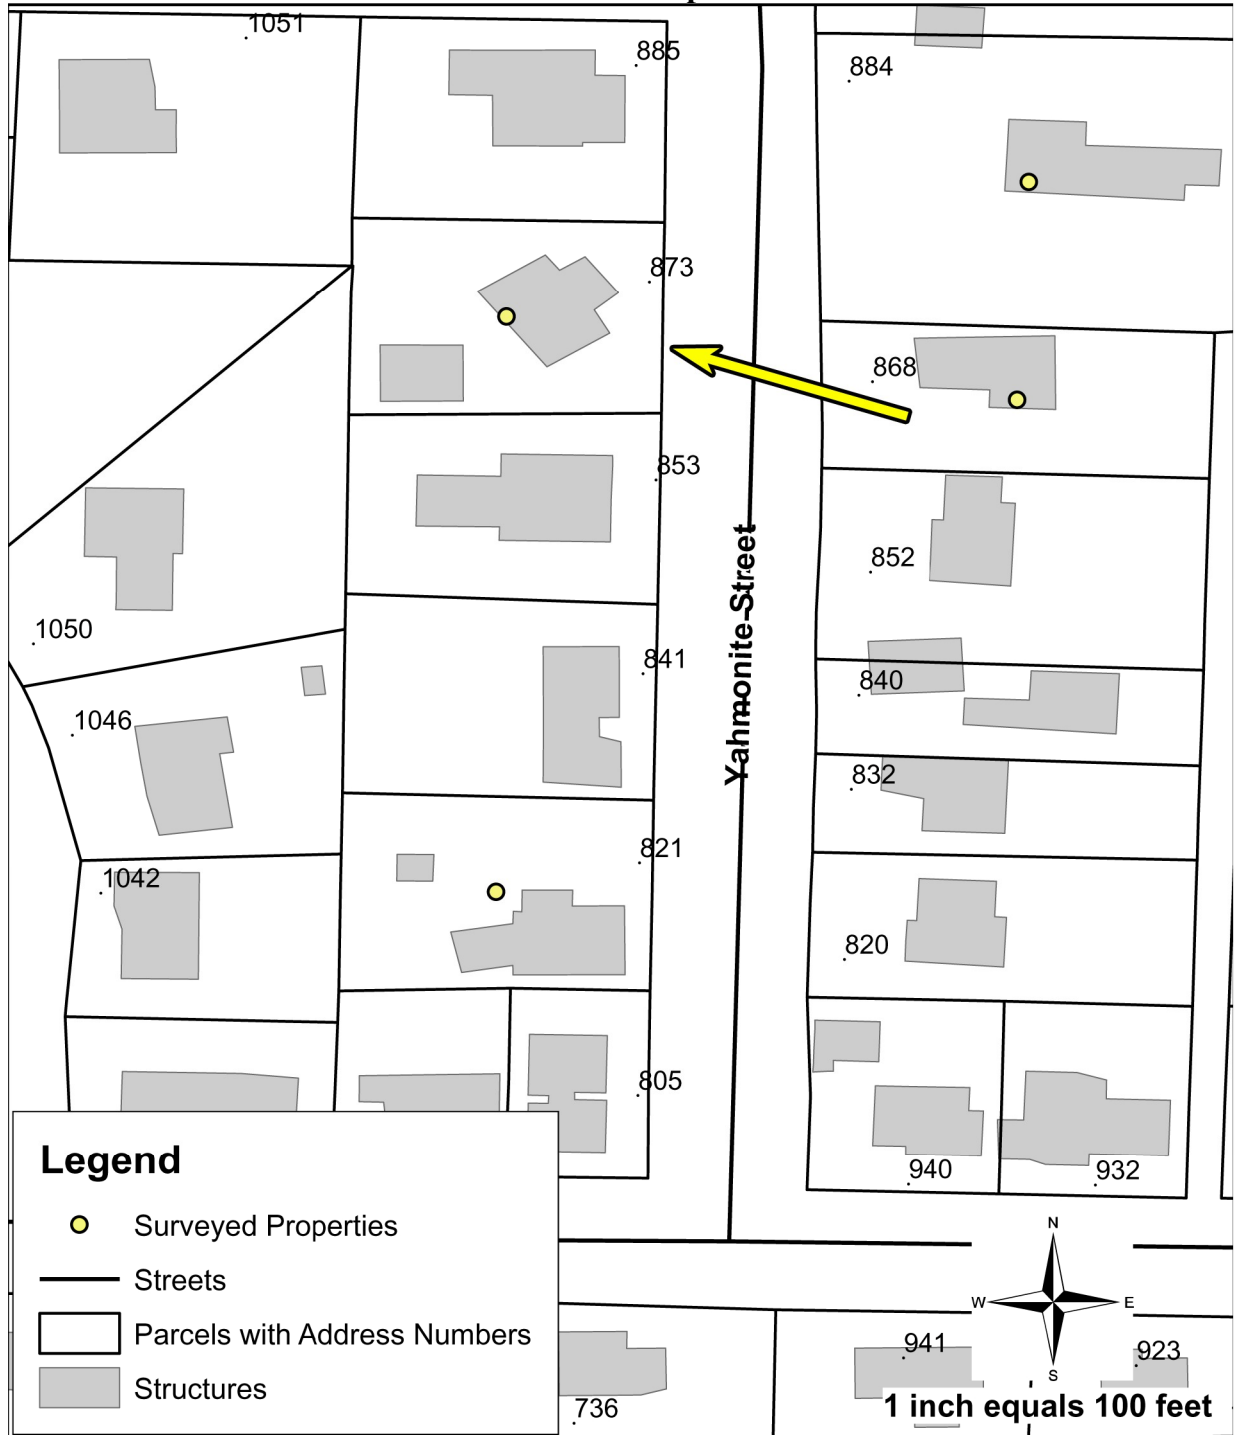 1051
885
884
873
868
853
852
Yahmonite Street
1050
841
840
1046
832
821
1042
820
805
940
932
Legend
Surveyed Properties
Streets
Parcels with Address Numbers
Structures
N
W
E
S
941
923
736
1 inch equals 100 feet